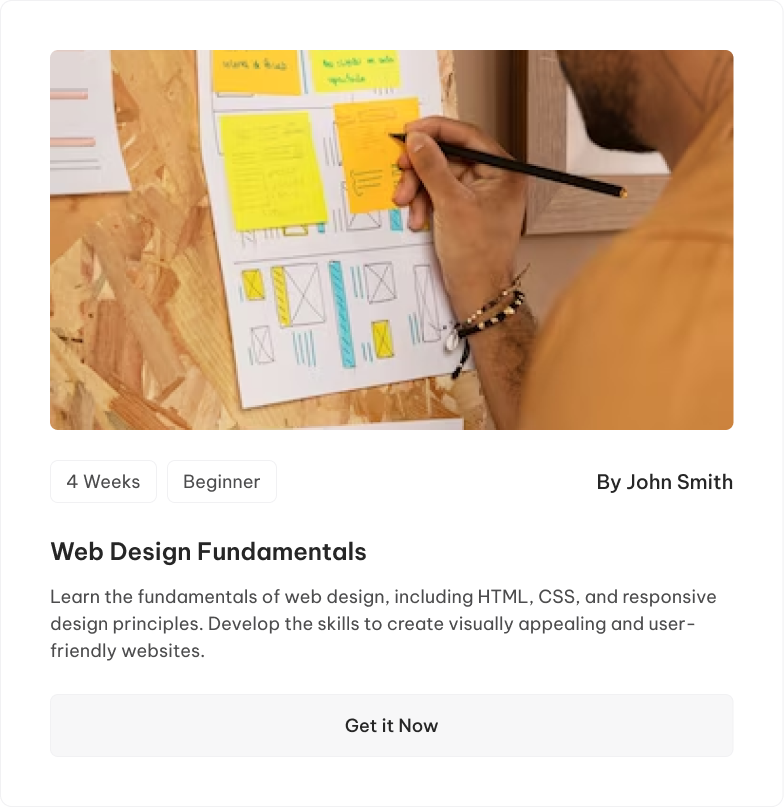 4 Weeks
Beginner
By John Smith
Web Design Fundamentals
Learn the fundamentals of web design, including HTML, CSS, and responsive
design principles. Develop the skills to create visually appealing and user-
friendly websites.
Get it Now